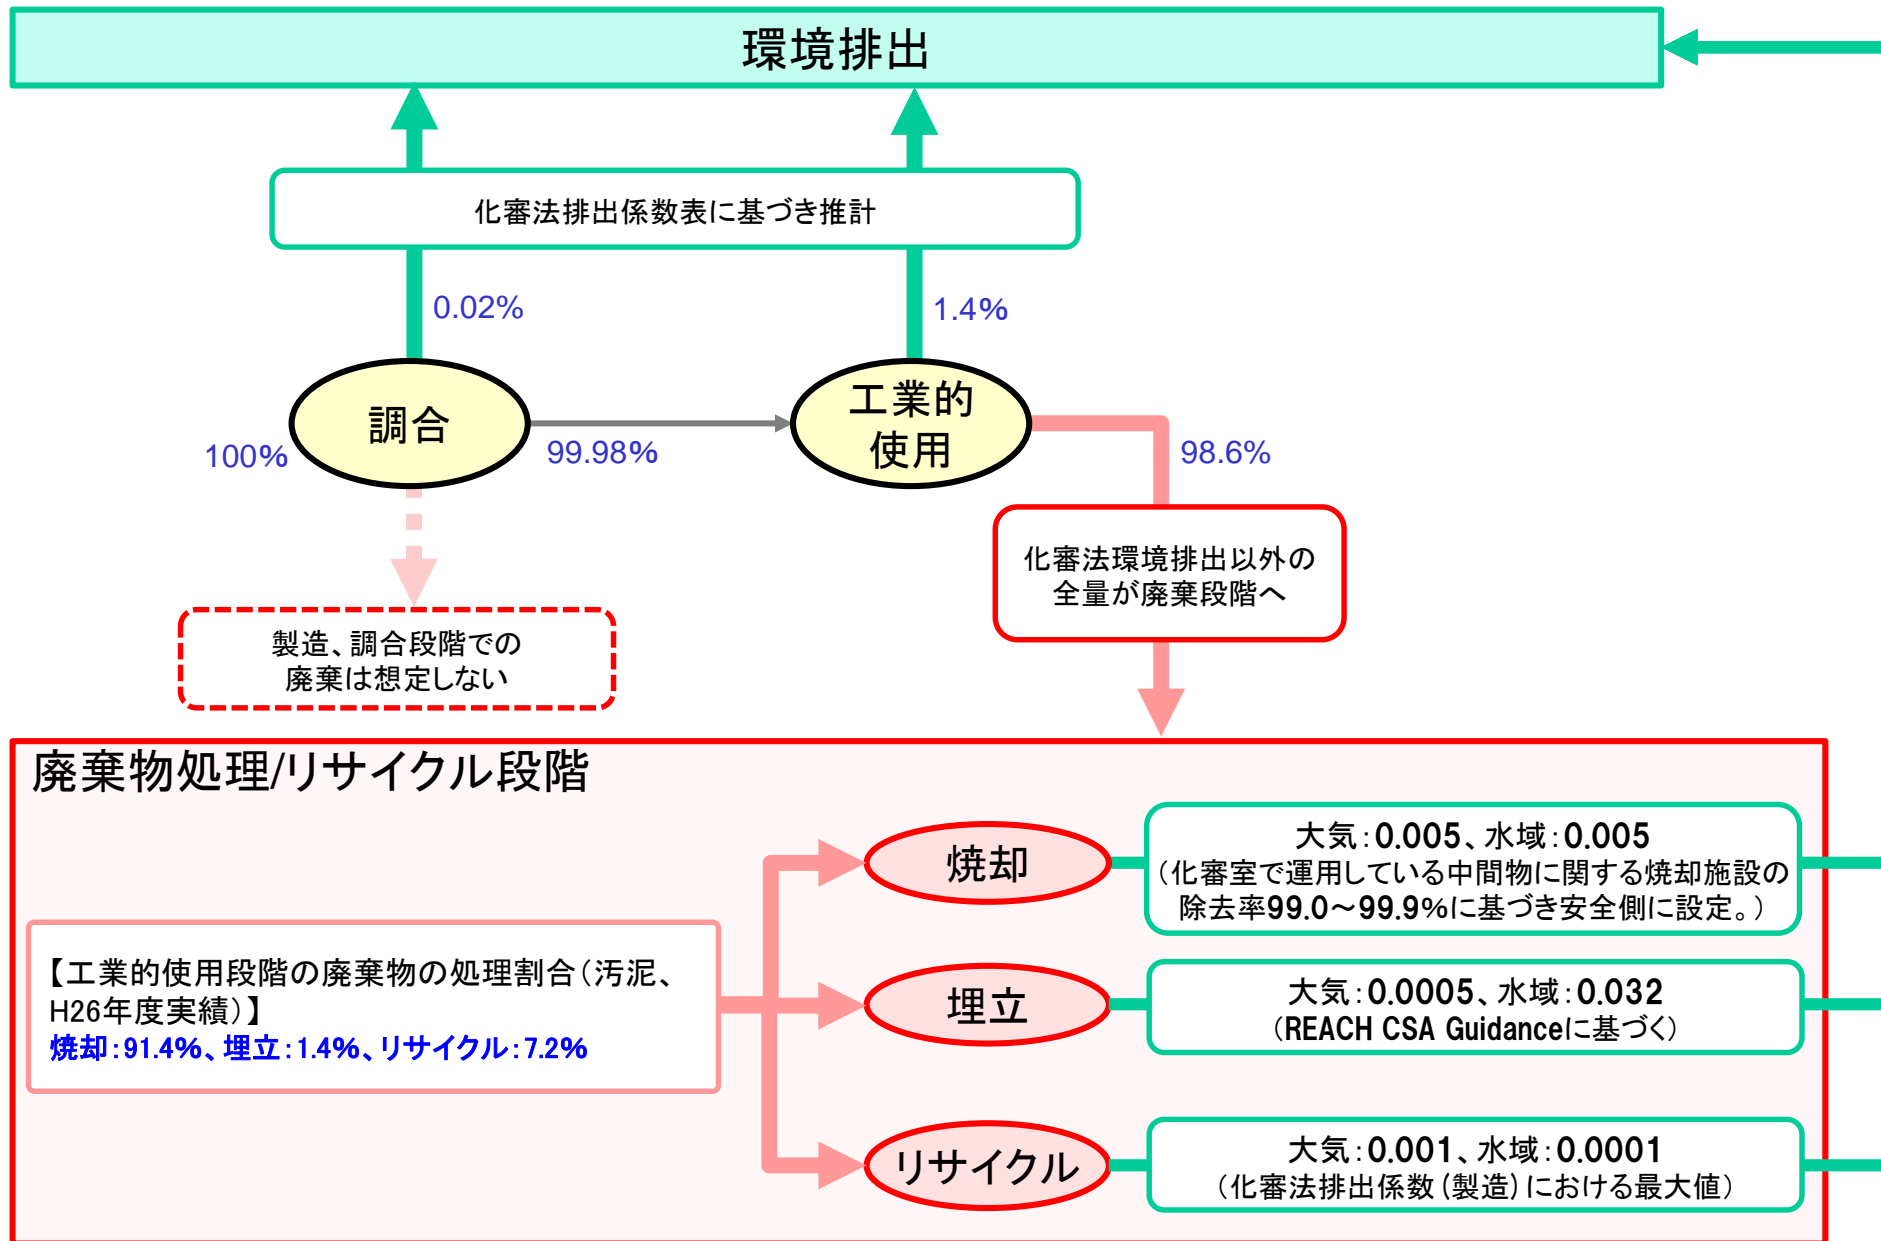 環境排出
化審法排出係数表に基づき推計
0.02%
1.4%
調合
工業的
使用
100%
99.98%
98.6%
化審法環境排出以外の
全量が廃棄段階へ
製造、調合段階での
廃棄は想定しない
廃棄物処理/リサイクル段階
【工業的使用段階の廃棄物の処理割合（汚泥、
H26年度実績）】
焼却：91.4%、埋立：1.4%、リサイクル：7.2%
焼却
大気：0.005、水域：0.005
（化審室で運用している中間物に関する焼却施設の
除去率99.0～99.9%に基づき安全側に設定。）
埋立
大気：0.0005、水域：0.032
（REACH CSA Guidanceに基づく）
リサイクル
大気：0.001、水域：0.0001
（化審法排出係数（製造）における最大値）